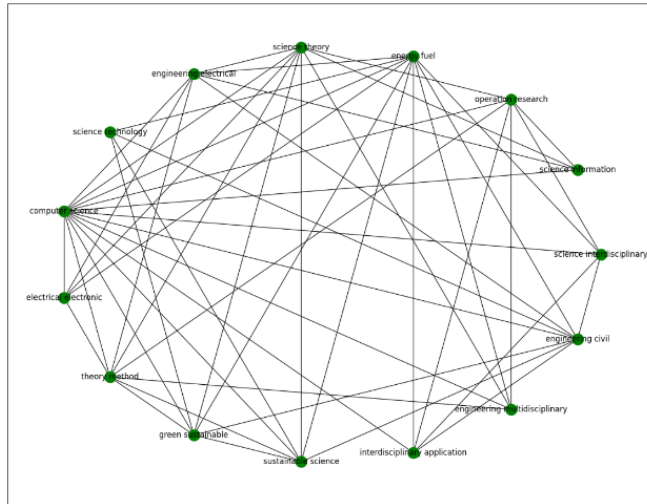 science theory
energy fuel
engineering electrical
operation research
science technology
science information
computer science
science interdisciplinary
electrical electronic
engineering civil
theory method
engineering multidisciplinary
green sustainable
interdisciplinary application
sustainable science